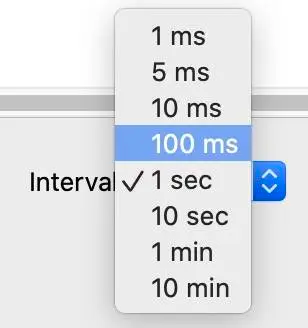 1 ms
5 ms
10 ms
100 ms
Interval ✓ 1 sec
10 sec
1 min
10 min